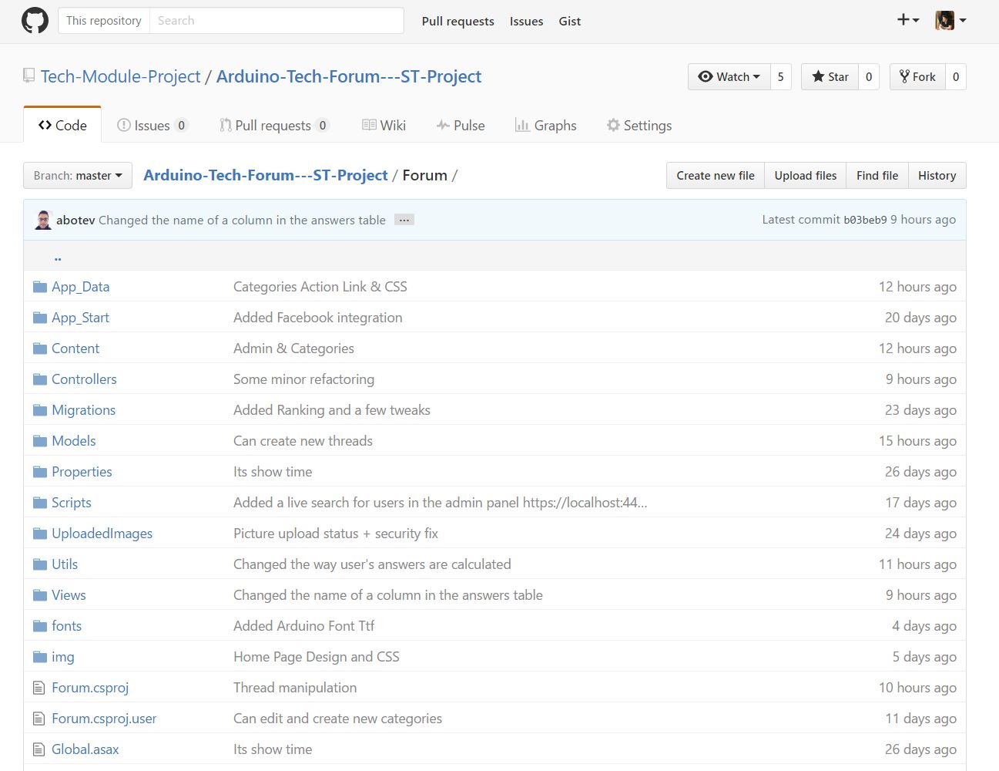 This repository Search Pull requests Issues Gist
Tech-Module-Project / Arduino-Tech-Forum---ST-Project Watch 5 Star 0 Fork 0
Code Issues 0 Pull requests 0 Wiki Pulse Graphs Settings
Branch: master Arduino-Tech-Forum---ST-Project / Forum / Create new file Upload files Find file History
abotev Changed the name of a column in the answers table ... Latest commit b03beb9 9 hours ago
..
App_Data Categories Action Link & CSS 12 hours ago
App_Start Added Facebook integration 20 days ago
Content Admin & Categories 12 hours ago
Controllers Some minor refactoring 9 hours ago
Migrations Added Ranking and a few tweaks 23 days ago
Models Can create new threads 15 hours ago
Properties Its show time 26 days ago
Scripts Added a live search for users in the admin panel https://localhost:44... 17 days ago
UploadedImages Picture upload status + security fix 24 days ago
Utils Changed the way user's answers are calculated 11 hours ago
Views Changed the name of a column in the answers table 9 hours ago
fonts Added Arduino Font Ttf 4 days ago
img Home Page Design and CSS 5 days ago
Forum.csproj Thread manipulation 10 hours ago
Forum.csproj.user Can edit and create new categories 11 days ago
Global.asax Its show time 26 days ago